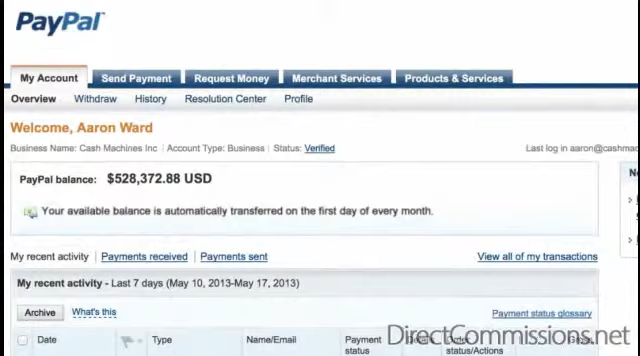 PayPal
My Account Send Payment Request Money Merchant Services Products & Services
Overview Withdraw History Resolution Center Profile
Welcome, Aaron Ward
Business Name: Cash Machines Inc | Account Type: Business | Status: Verified Last log in aaron@cashmac
PayPal balance: $528,372.88 USD
Your available balance is automatically transferred on the first day of every month.
My recent activity | Payments received | Payments sent View all of my transactions
My recent activity - Last 7 days (May 10, 2013-May 17, 2013)
Archive What's this Payment status glossary
Date Type Name/Email Payment status Details Order status/Actions
DirectCommissions.net